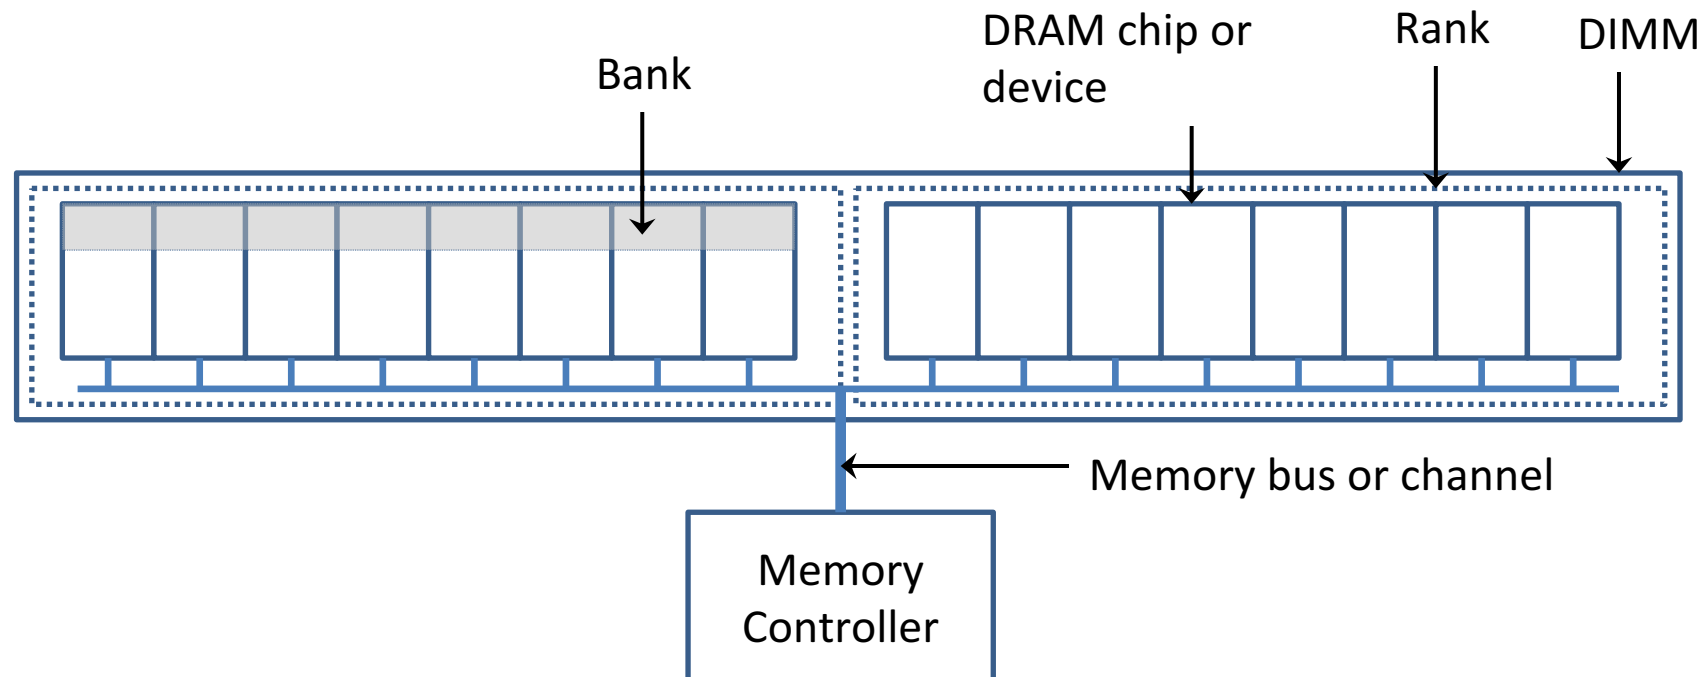 DRAM chip or
device
Rank
DIMM
Bank
Memory bus or channel
Memory
Controller